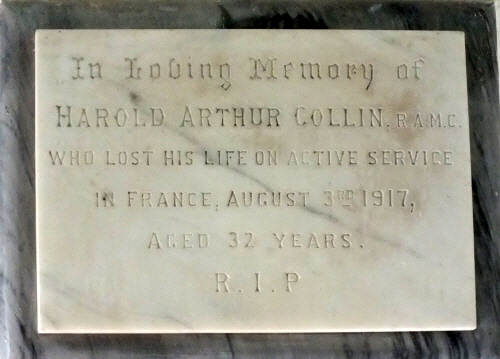 In Loving Memory of
HAROLD ARTHUR COLLIN, R.A.M.C.
WHO LOST HIS LIFE ON ACTIVE SERVICE
IN FRANCE, AUGUST 3RD 1917,
AGED 32 YEARS.
R. I. P